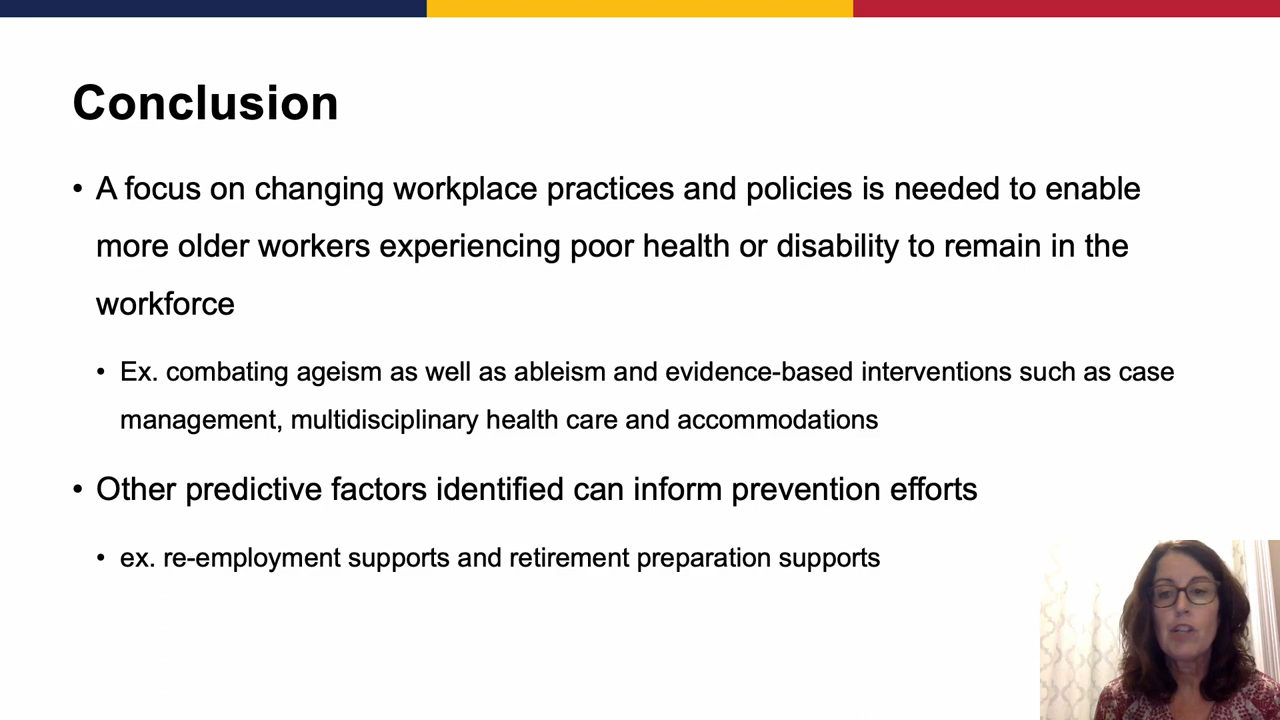 Conclusion
• A focus on changing workplace practices and policies is needed to enable
more older workers experiencing poor health or disability to remain in the
workforce
• Ex. combating ageism as well as ableism and evidence-based interventions such as case
management, multidisciplinary health care and accommodations
• Other predictive factors identified can inform prevention efforts
• ex. re-employment supports and retirement preparation supports